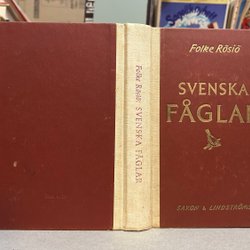 Folke Rösiö: SVENSKA FÅGLAR
Folke Rösiö
SVENSKA
FÅGLAR
SAXON & LINDSTRÖMS